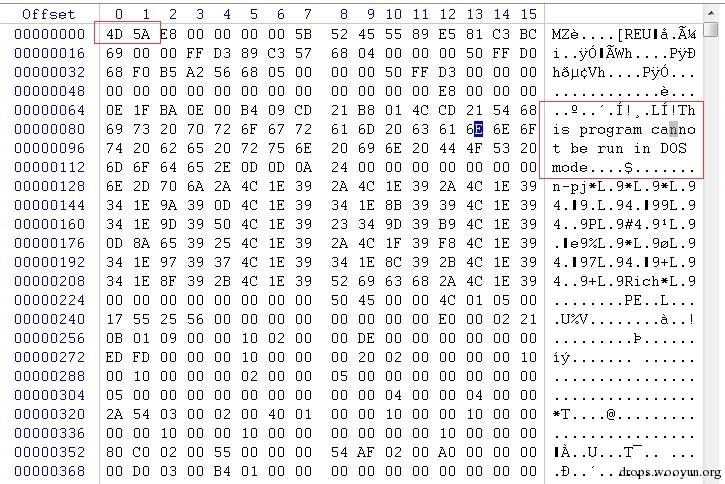 Offset 0 1 2 3 4 5 6 7 8 9 10 11 12 13 14 15
00000000 4D 5A E8 00 00 00 00 5B 52 45 55 89 E5 81 C3 BC MZè....[REU‰å.Ã¼
00000016 69 00 00 00 FF D3 89 C3 57 68 04 00 00 00 50 FF D0 i...ÿÓ‰ÃWh....PÿÐ
00000032 68 F0 B5 A2 56 68 05 00 00 00 50 FF D3 00 00 00 hðµ¢Vh....PÿÓ...
00000048 00 00 00 00 00 00 00 00 00 00 00 00 E8 00 00 00 ............è...
00000064 0E 1F BA 0E 00 B4 09 CD 21 B8 01 4C CD 21 54 68 ..º..´.Í!¸.LÍ!Th
00000080 69 73 20 70 72 6F 67 72 61 6D 20 63 61 6E 6E 6F is program canno
00000096 74 20 62 65 20 72 75 6E 20 69 6E 20 44 4F 53 20 t be run in DOS
00000112 6D 6F 64 65 2E 0D 0D 0A 24 00 00 00 00 00 00 00 mode....$.......
00000128 6E 2D 70 6A 2A 4C 1E 39 2A 4C 1E 39 2A 4C 1E 39 n-pj*L.9*L.9*L.9
00000144 34 1E 9A 39 0D 4C 1E 39 34 1E 8B 39 39 4C 1E 39
00000160 34 1E 9D 39 50 4C 1E 39 23 34 9D 39 B9 4C 1E 39 4..9PL.9#4.9¹L.9
00000176 0D 8A 65 39 25 4C 1E 39 2A 4C 1F 39 F8 4C 1E 39
00000192 34 1E 97 39 37 4C 1E 39 34 1E 8C 39 2B 4C 1E 39
00000208 34 1E 8F 39 2B 4C 1E 39 52 69 63 68 2A 4C 1E 39 4..9+L.9Rich*L.9
00000224 00 00 00 00 00 00 00 00 50 45 00 00 4C 01 05 00 ........PE..L...
00000240 17 55 25 56 00 00 00 00 00 00 00 00 E0 00 02 21 .U%V........à..!
00000256 0B 01 09 00 00 10 02 00 00 DE 00 00 00 00 00 00 .........Þ......
00000272 ED FD 00 00 00 10 00 00 00 20 02 00 00 00 00 10 íý....... ......
00000288 00 10 00 00 00 02 00 00 05 00 00 00 00 00 00 00 ................
00000304 05 00 00 00 00 00 00 00 00 00 04 00 00 04 00 00 ................
00000320 2A 54 03 00 02 00 40 01 00 00 10 00 00 10 00 00 *T....@.........
00000336 00 00 10 00 00 10 00 00 00 00 00 00 10 00 00 00 ................
00000352 80 C0 02 00 55 00 00 00 54 AF 02 00 A0 00 00 00
00000368 00 D0 03 00 B4 01 00 00 00 00 00 00 00 00 00 00 .Ð..´...
drops.wooyun.org